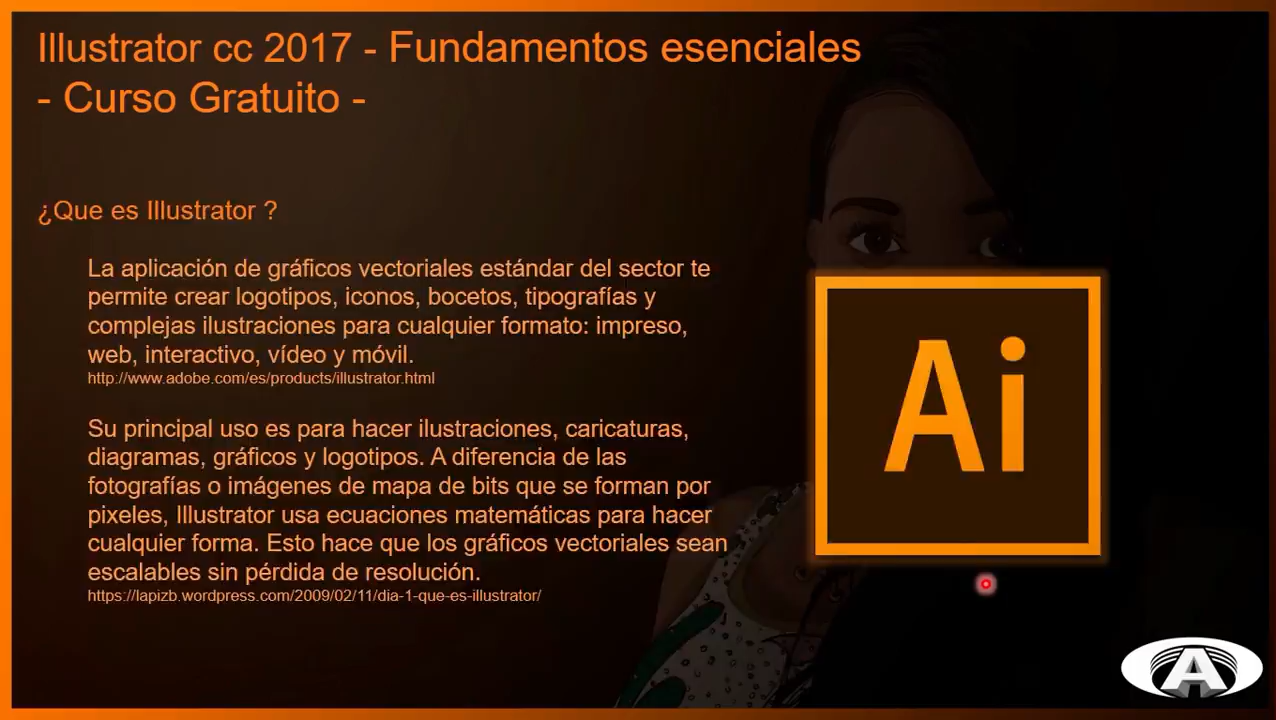 Illustrator cc 2017 - Fundamentos esenciales
- Curso Gratuito -
¿Que es Illustrator ?
La aplicación de gráficos vectoriales estándar del sector te
permite crear logotipos, iconos, bocetos, tipografías y
complejas ilustraciones para cualquier formato: impreso,
web, interactivo, vídeo y móvil.
http://www.adobe.com/es/products/illustrator.html
Su principal uso es para hacer ilustraciones, caricaturas,
diagramas, gráficos y logotipos. A diferencia de las
fotografías o imágenes de mapa de bits que se forman por
pixeles, Illustrator usa ecuaciones matemáticas para hacer
cualquier forma. Esto hace que los gráficos vectoriales sean
escalables sin pérdida de resolución.
https://lapizb.wordpress.com/2009/02/11/dia-1-que-es-illustrator/
Ai
A